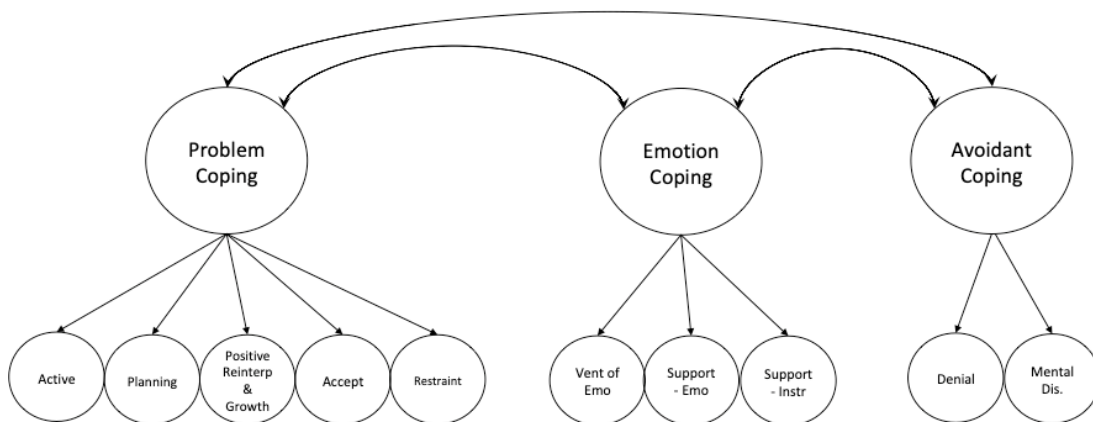 Problem
Coping
Emotion
Coping
Avoidant
Coping
Active
Planning
Positive
Reinterp
&
Growth
Accept
Restraint
Vent of
Emo
Support
- Emo
Support
- Instr
Denial
Mental
Dis.